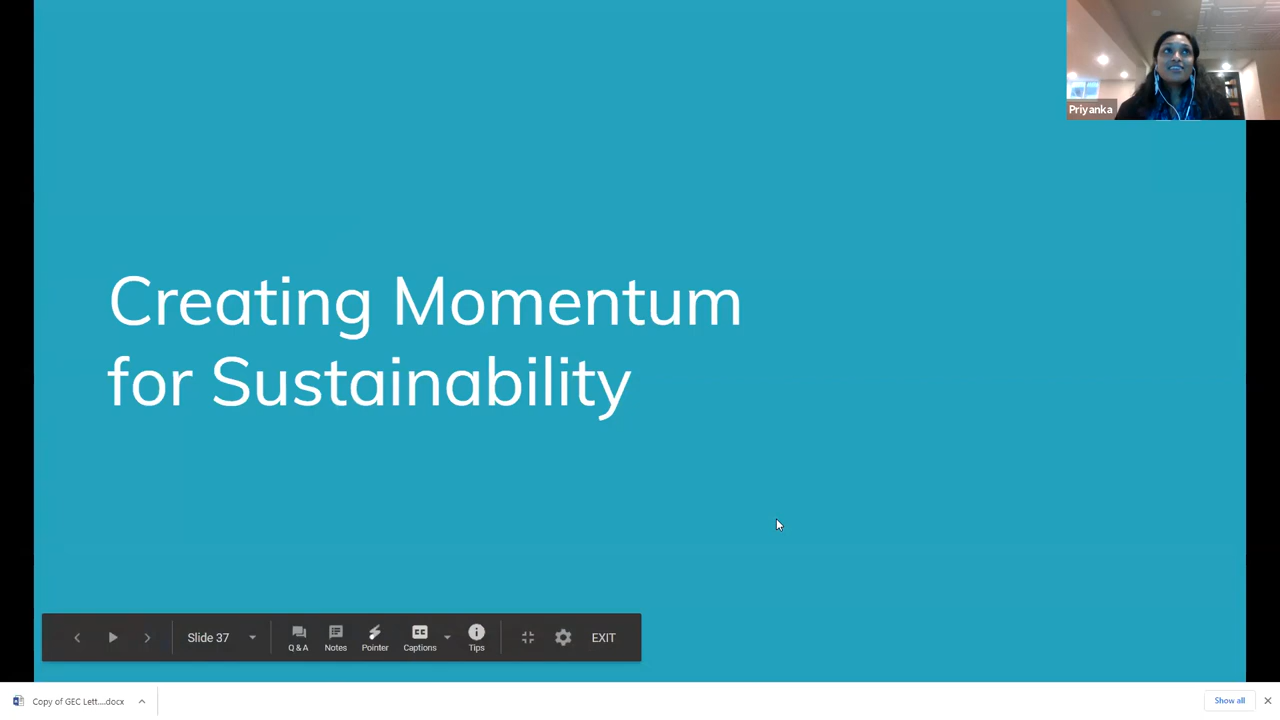 Priyanka
Creating Momentum
for Sustainability
Slide 37
Q & A
Notes
Pointer
CC
Captions
Tips
EXIT
Copy of GEC Lett....docx
Show all